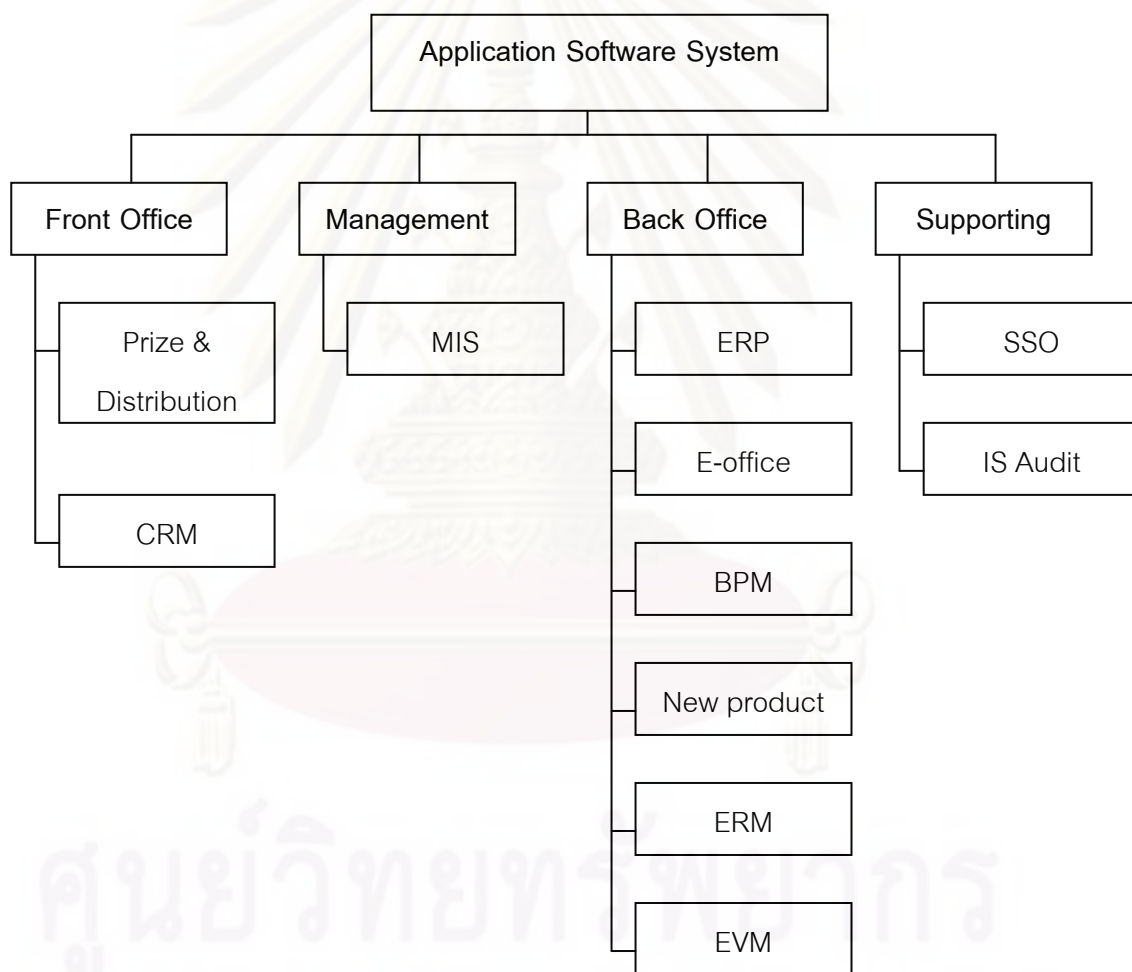 Application Software System
Front Office
Management
Back Office
Supporting
Prize &
Distribution
CRM
MIS
ERP
E-office
BPM
New product
ERM
EVM
SSO
IS Audit
ศูนย์วิทยทรัพยากร